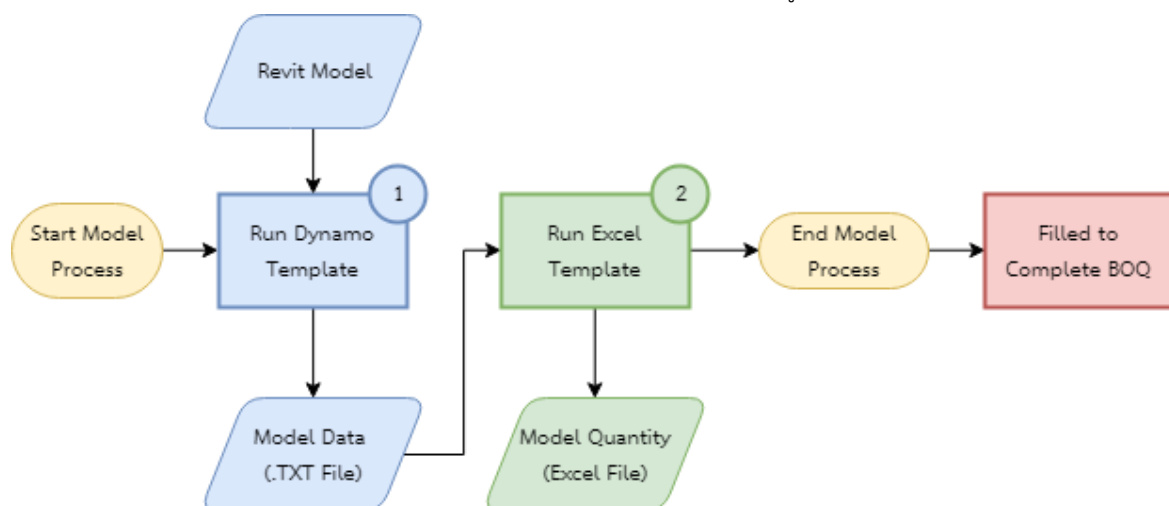 Revit Model
1
2
Start Model
Process
Run Dynamo
Template
Run Excel
Template
End Model
Process
Filled to
Complete BOQ
Model Data
(.TXT File)
Model Quantity
(Excel File)